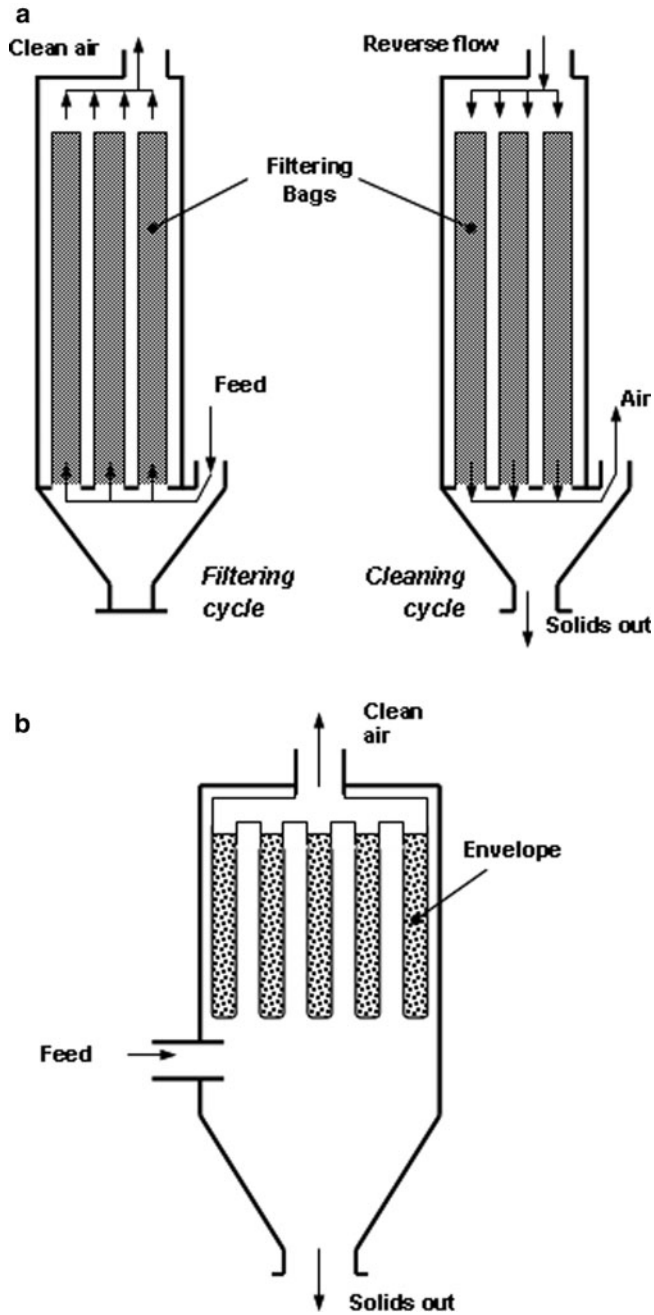 a
Clean air
Reverse flow
Filtering
Bags
Feed
Air
Filtering
cycle
Cleaning
cycle
Solids out
b
Clean
air
Envelope
Feed
Solids out